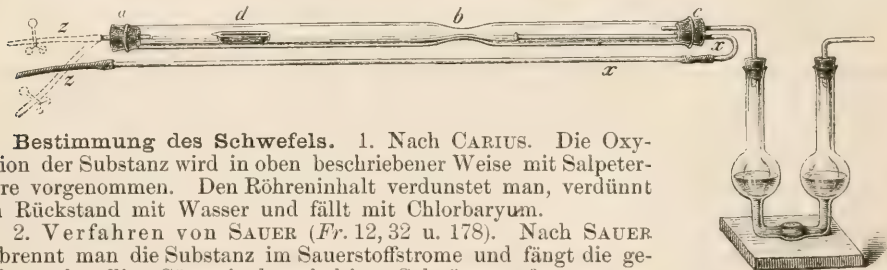 z a d b c
z x x
Bestimmung des Schwefels. 1. Nach CARIUS. Die Oxy-
ion der Substanz wird in oben beschriebener Weise mit Salpeter-
re vorgenommen. Den Röhreninhalt verdunstet man, verdünnt
Rückstand mit Wasser und fällt mit Chlorbaryum.
2. Verfahren von SAUER (Fr. 12, 32 u. 178). Nach SAUER
brennt man die Substanz im Sauerstoffstrome und fängt die ge-